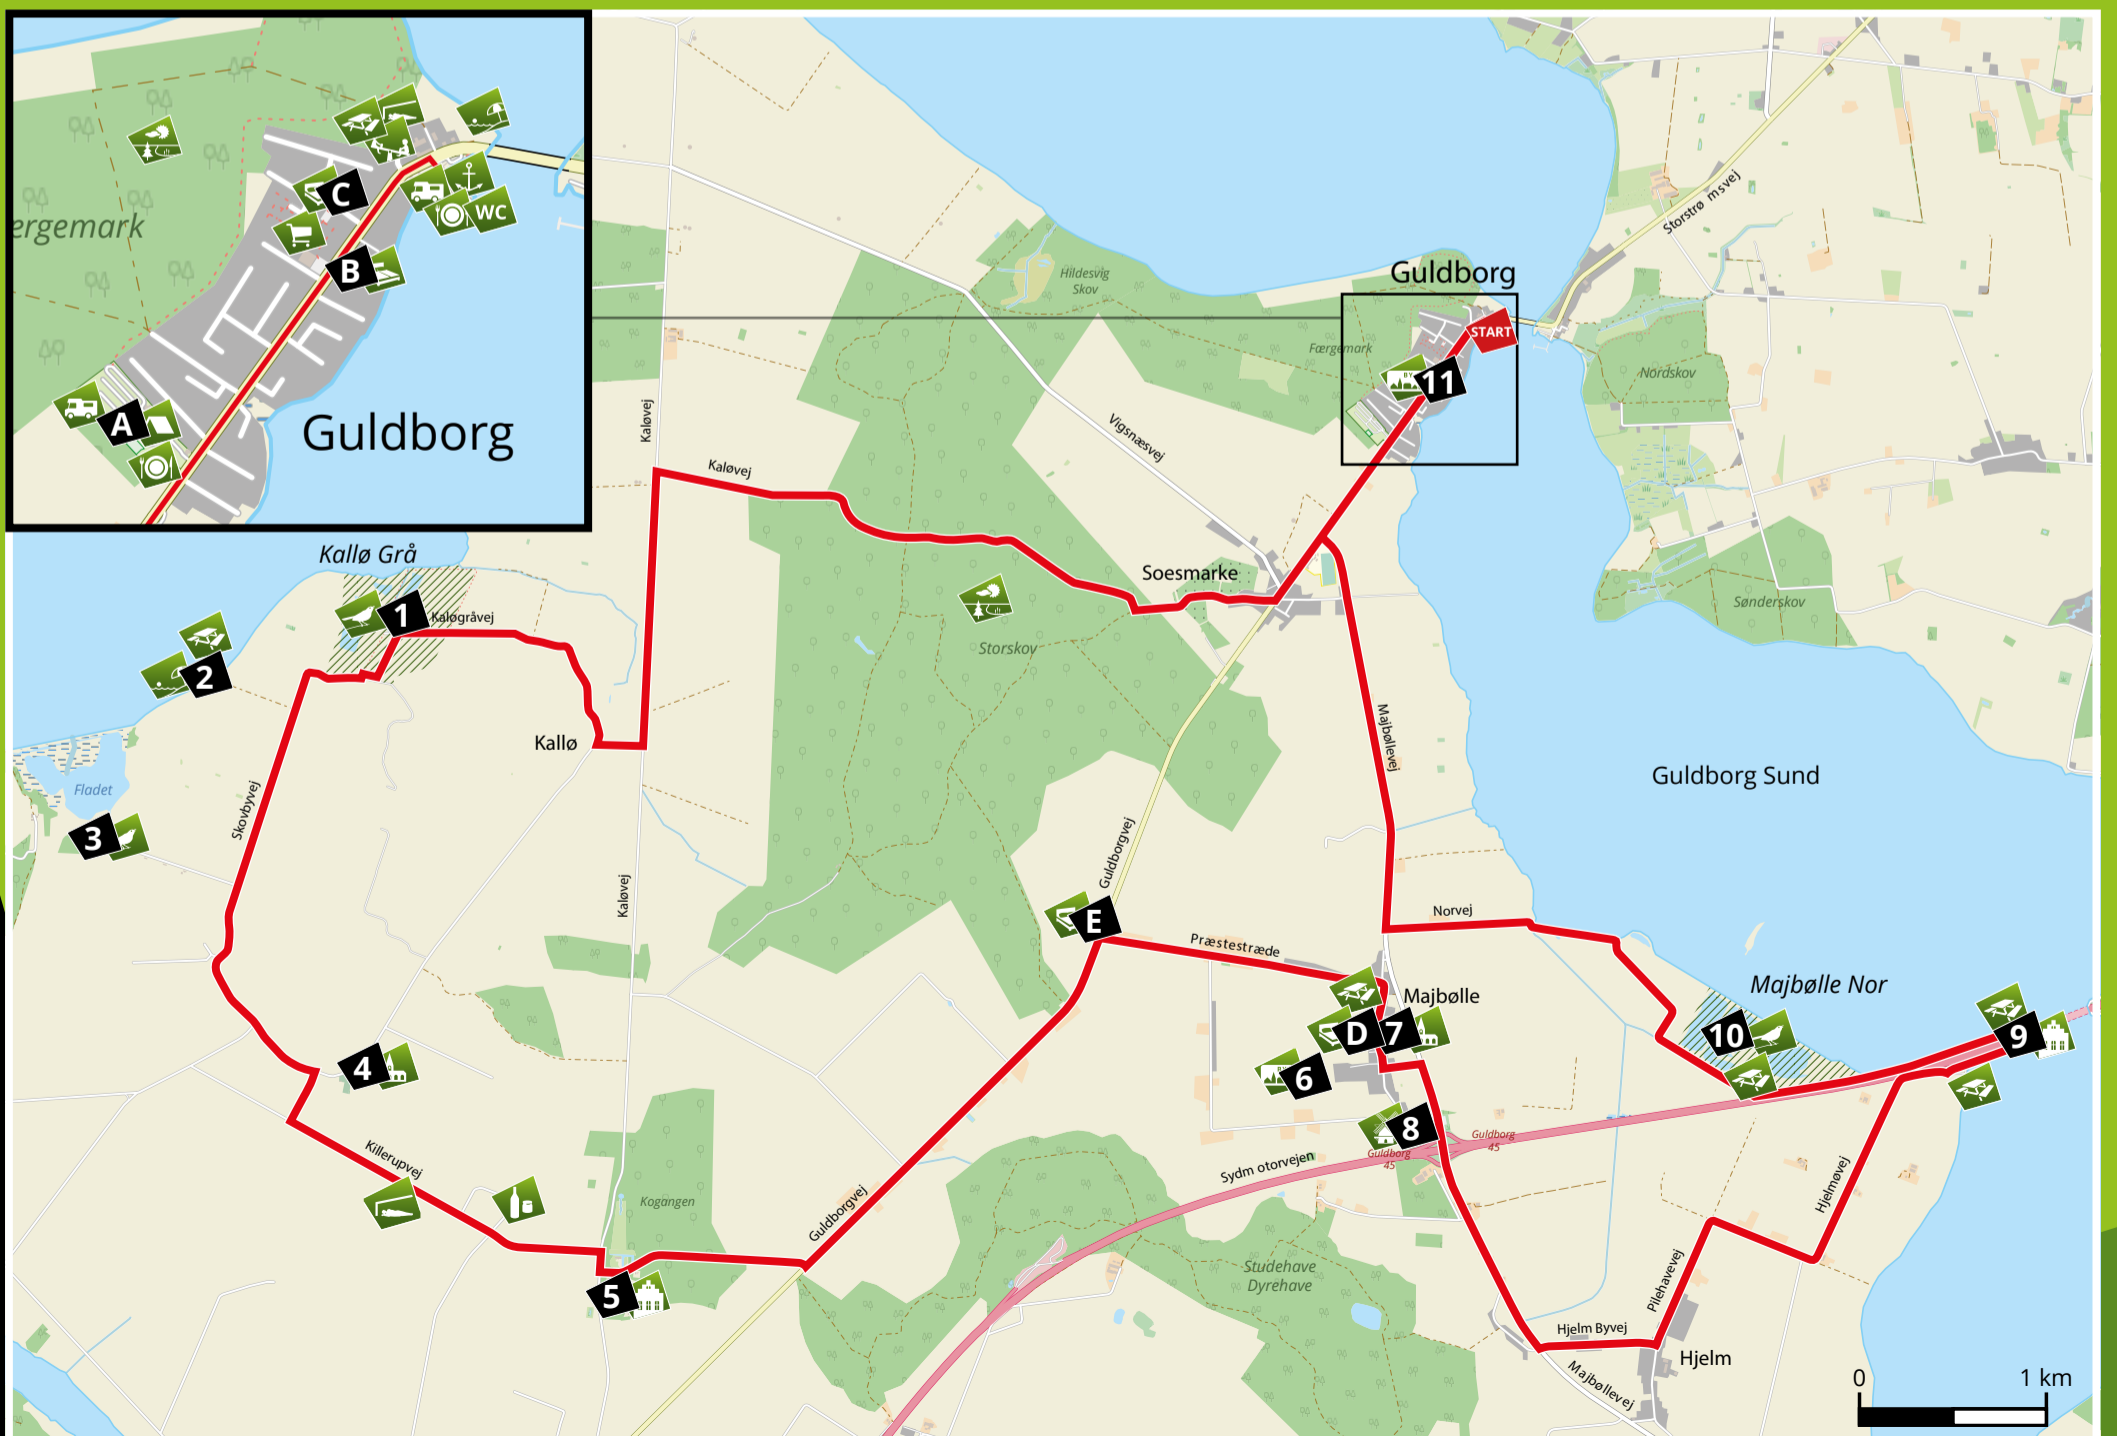 ergemark
C
WC
B
A
Guldborg
Guldborg
START
11
Færgemark
Storstrø msvej
Nordskov
Sønderskov
Hildesvig
Skov
Vigsnæsvej
Kaløvej
Kaløvej
Soesmarke
Storskov
Kallø Grå
1
Kaløgråvej
2
Kallø
Fladet
3
Skovbyvej
Kaløvej
Majbøllevej
Guldborg Sund
Guldborgvej
E
Præstestræde
Norvej
Majbølle
Majbølle Nor
D
7
10
9
6
8
4
Guldborg
45
Guldborg
45
Sydm otorvejen
Killerupvej
Kogangen
Guldborgvej
5
Studehave
Dyrehave
Hjelmøvej
Pilehavevej
Hjelm Byvej
Hjelm
Majbøllevej
0
1 km